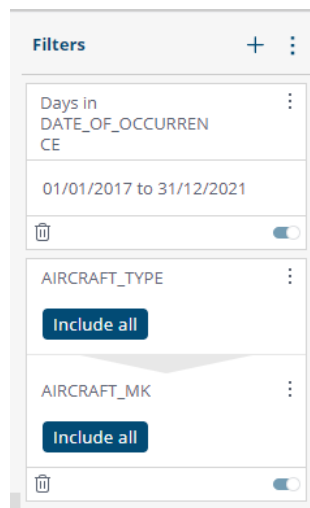 Filters
Days in
DATE_OF_OCCURREN
CE
01/01/2017 to 31/12/2021
AIRCRAFT_TYPE
Include all
AIRCRAFT_MK
Include all